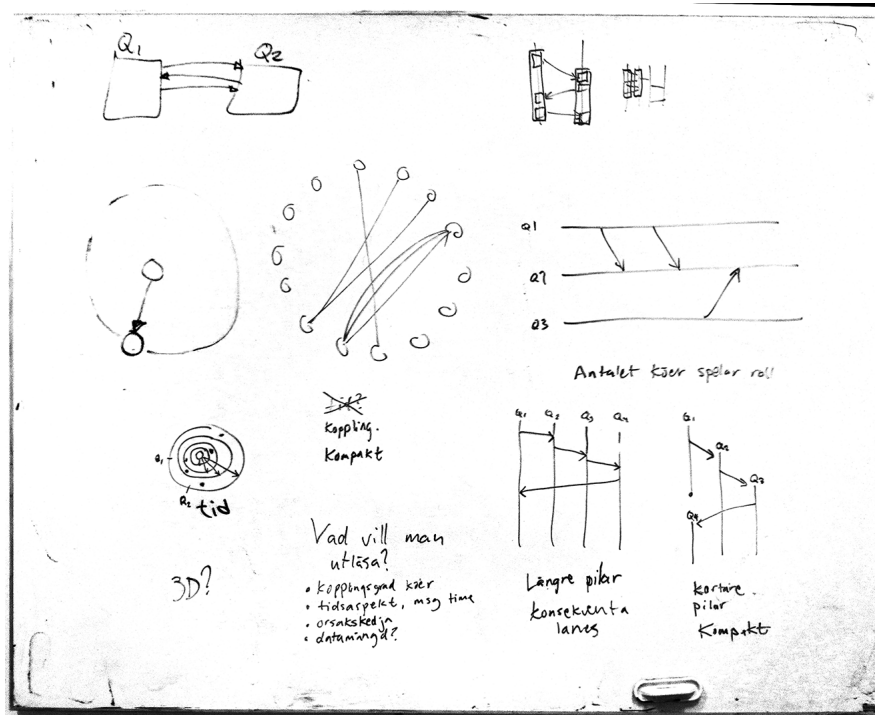 Q1 Q2
Q1
Q2
Q3
Antalet köer spelar roll
Koppling.
Kompakt
Q1
Q2
tid
3D?
Vad vill man
utläsa?
• kopplingsgrad köer
• tidsaspekt, msg time
• orsakskedja
• datamängd?
Q1 Q2 Q3 Q4
Längre pilar
konsekventa
lanes
Q1
Q2
Q3
Q4
kortare
pilar
Kompakt